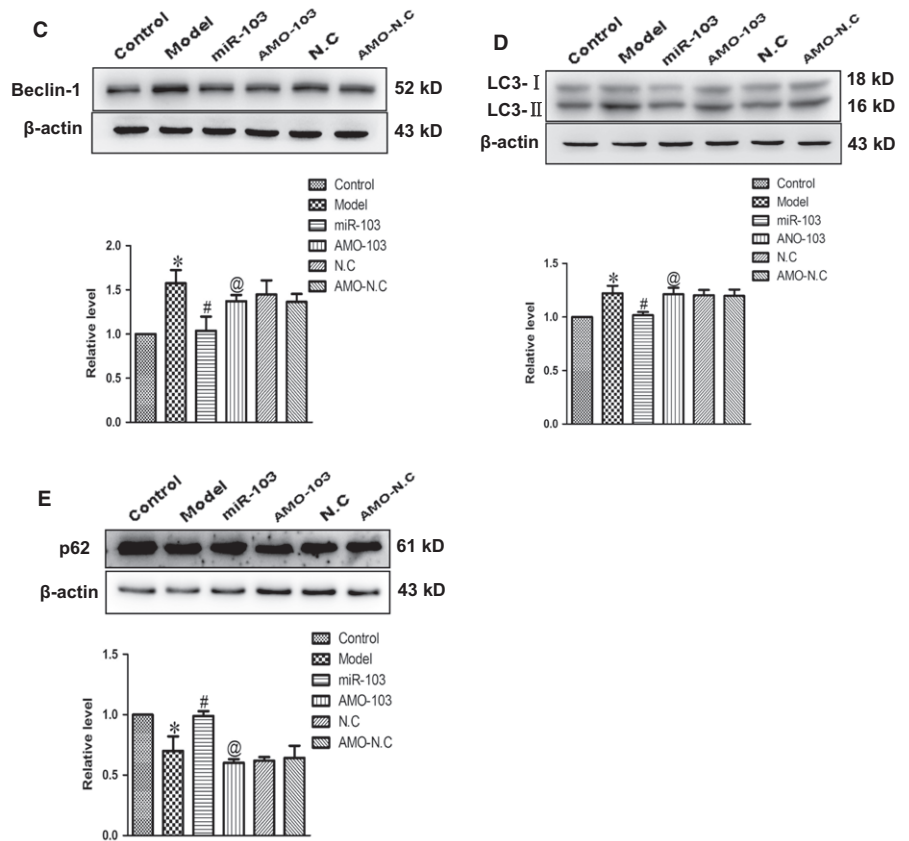 C
Control Model miR-103 AMO-103 N.C AMO-N.C
Beclin-1 52 kD
β-actin 43 kD
Control
Model
miR-103
AMO-103
N.C
AMO-N.C
Relative level
2.0
1.5
1.0
0.5
0.0
* # @
D
Control Model miR-103 AMO-103 N.C AMO-N.C
LC3-Ⅰ 18 kD
LC3-Ⅱ 16 kD
β-actin 43 kD
Control
Model
miR-103
ANO-103
N.C
AMO-N.C
Relative level
1.5
1.0
0.5
0.0
* # @
E
Control Model miR-103 AMO-103 N.C AMO-N.C
p62 61 kD
β-actin 43 kD
Control
Model
miR-103
AMO-103
N.C
AMO-N.C
Relative level
1.5
1.0
0.5
0.0
* # @